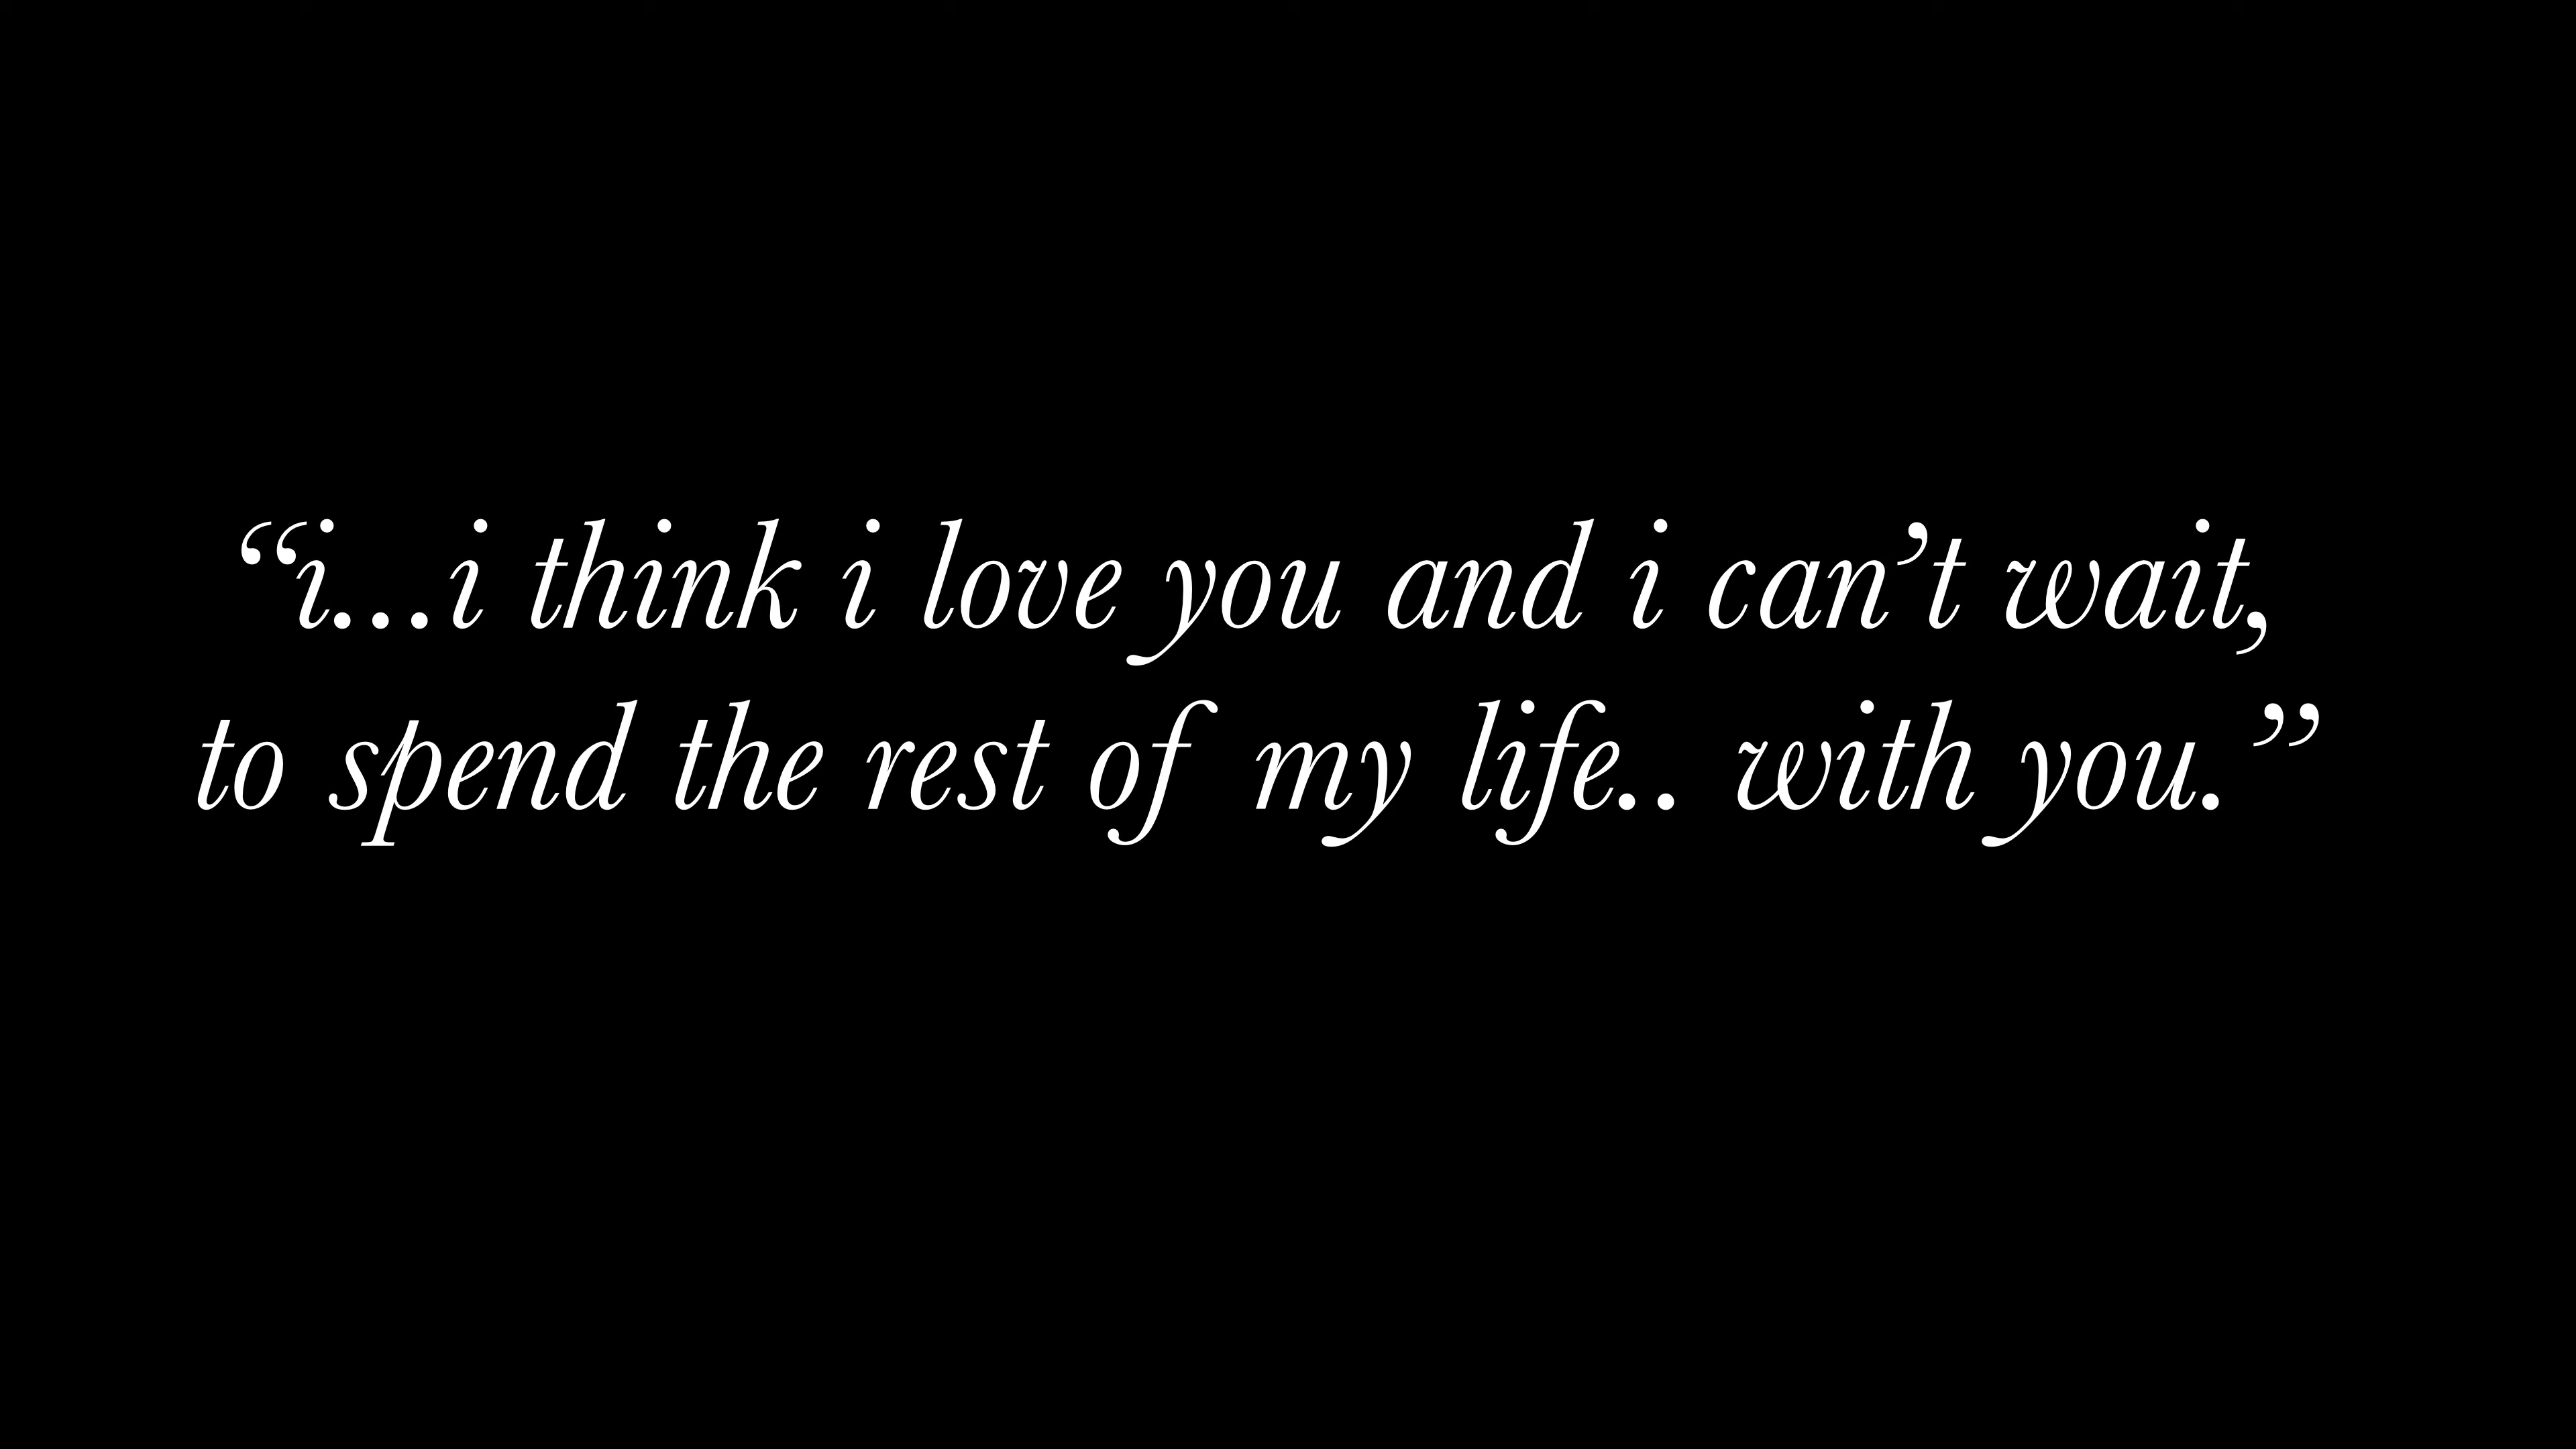 “i...i think i love you and i can’t wait,
to spend the rest of my life.. with you.”